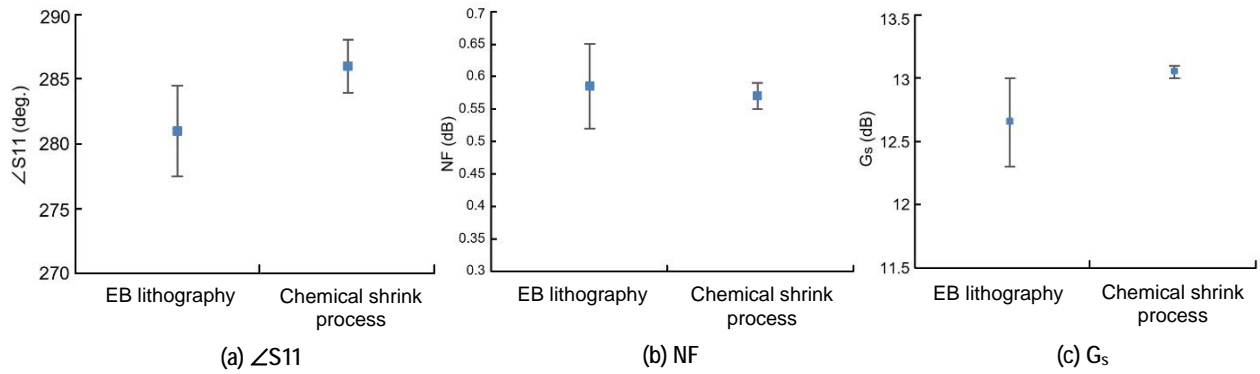 290
285
280
275
270
∠S11 (deg.)
EB lithography
Chemical shrink
process
(a) ∠S11
0.7
0.65
0.6
0.55
0.5
0.45
0.4
0.35
0.3
NF (dB)
EB lithography
Chemical shrink
process
(b) NF
13.5
13
12.5
12
11.5
Gs (dB)
EB lithography
Chemical shrink
process
(c) Gs